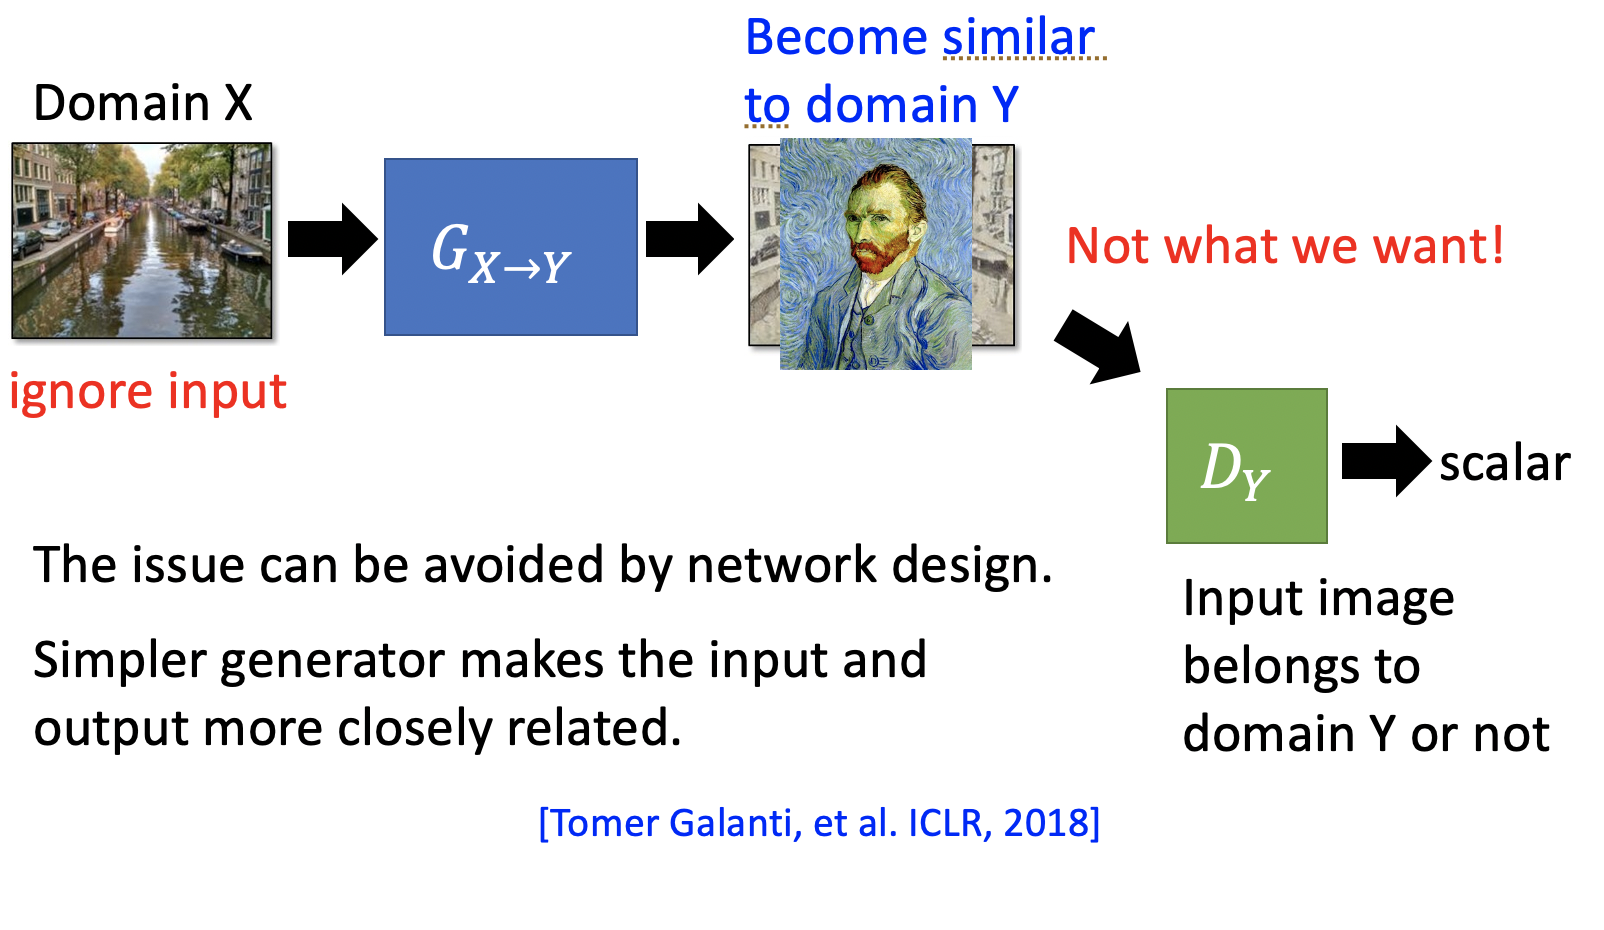 Domain X
Become similar
to domain Y
G_{X→Y}
Not what we want!
ignore input
D_Y
scalar
The issue can be avoided by network design.
Simpler generator makes the input and
output more closely related.
Input image
belongs to
domain Y or not
[Tomer Galanti, et al. ICLR, 2018]